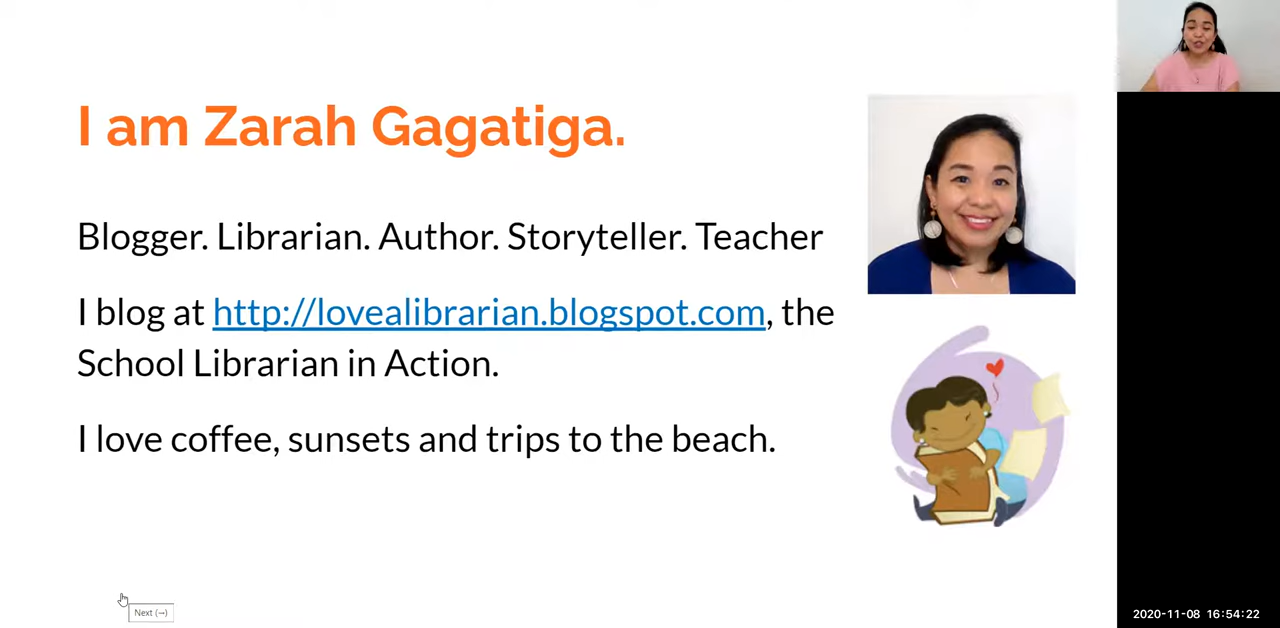 I am Zarah Gagatiga.
Blogger. Librarian. Author. Storyteller. Teacher
I blog at http://lovealibrarian.blogspot.com, the
School Librarian in Action.
I love coffee, sunsets and trips to the beach.
Next (→)
2020-11-08 16:54:22